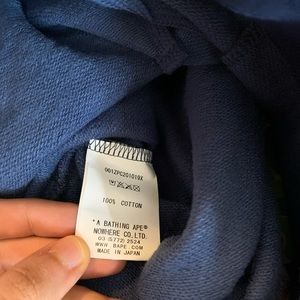 001ZPC201019X
100% COTTON
"A BATHING APE®
NOWHERE CO., LTD.
03 (5772) 2524
WWW.BAPE.COM
MADE IN JAPAN